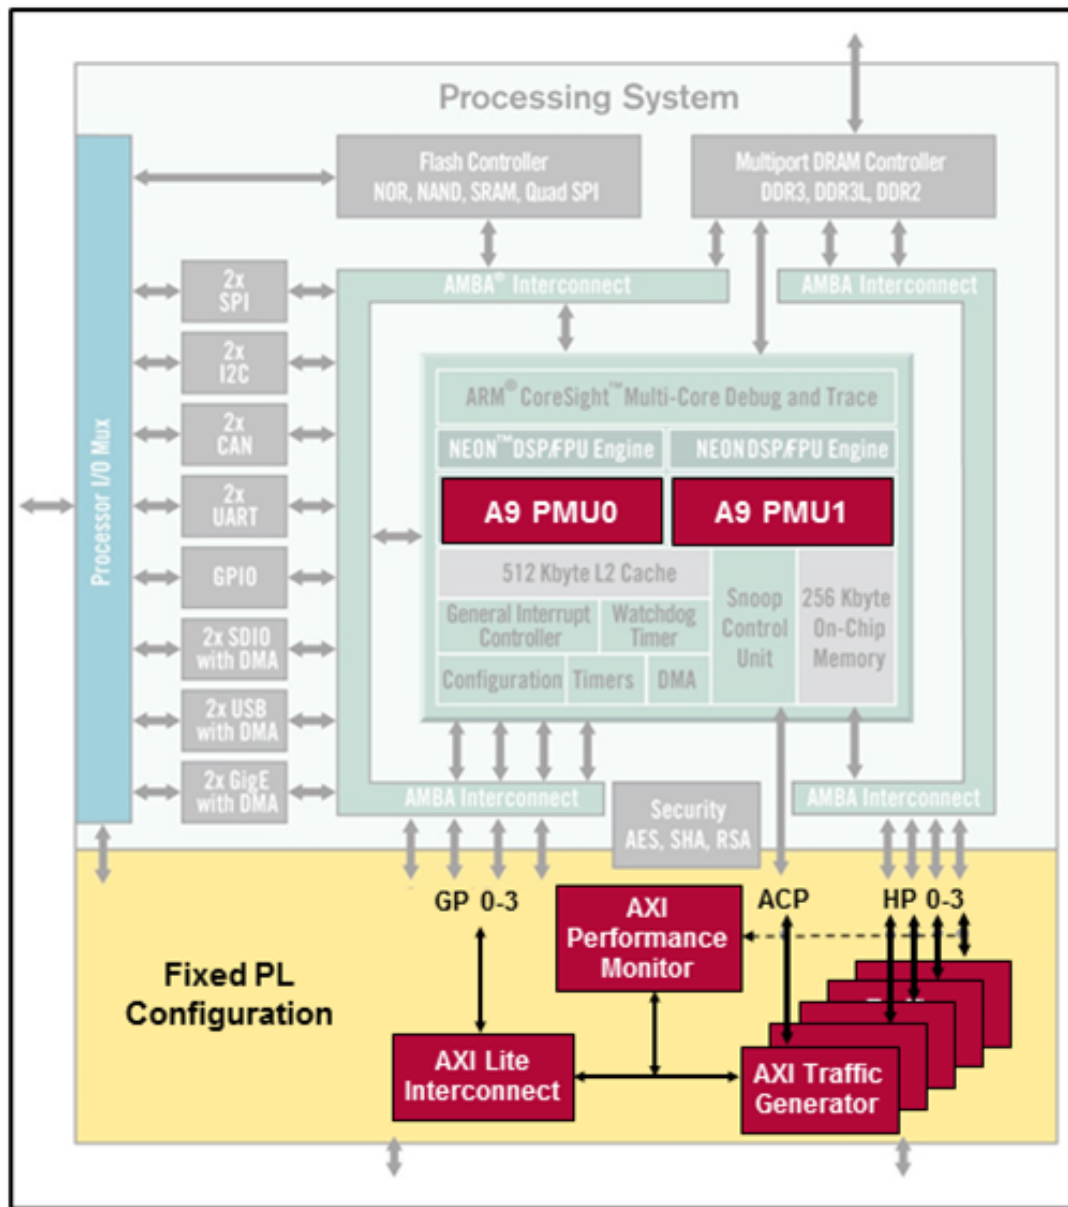 Processing System
Flash Controller
NOR, NAND, SRAM, Quad SPI
Multiport DRAM Controller
DDR3, DDR3L, DDR2
AMBA® Interconnect
AMBA Interconnect
Processor I/O Mux
2x
SPI
2x
I2C
2x
CAN
2x
UART
GPIO
2x SDIO
with DMA
2x USB
with DMA
2x GigE
with DMA
ARM® CoreSight™ Multi-Core Debug and Trace
NEON™ DSP/FPU Engine
NEON DSP/FPU Engine
A9 PMU0
A9 PMU1
512 Kbyte L2 Cache
General Interrupt
Controller
Watchdog
Timer
Configuration
Timers
DMA
Snoop
Control
Unit
256 Kbyte
On-Chip
Memory
AMBA Interconnect
Security
AES, SHA, RSA
AMBA Interconnect
GP 0-3
ACP
HP 0-3
AXI
Performance
Monitor
Fixed PL
Configuration
AXI Lite
Interconnect
AXI Traffic
Generator